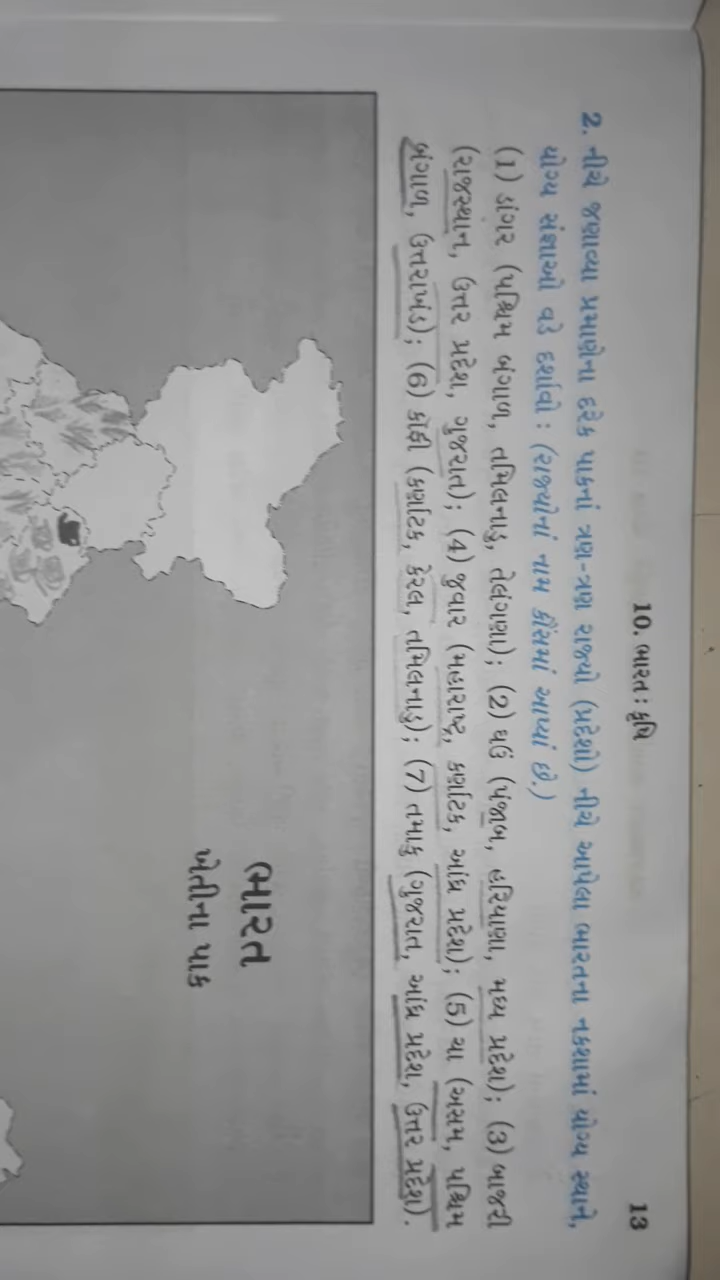 10. ભારત : કૃષિ
13
2. નીચે જણાવ્યા પ્રમાણેના દરેક પાકનાં ત્રણ-ત્રણ રાજ્યો (પ્રદેશો) નીચે આપેલા ભારતના નકશામાં યોગ્ય સ્થાને,
યોગ્ય સંજ્ઞાઓ વડે દર્શાવો : (રાજ્યોનાં નામ કૌંસમાં આપ્યાં છે.)
(1) ડાંગર (પશ્ચિમ બંગાળ, તમિલનાડુ, તેલંગણા); (2) ઘઉં (પંજાબ, હરિયાણા, મધ્ય પ્રદેશ); (3) બાજરી
(રાજસ્થાન, ઉત્તર પ્રદેશ, ગુજરાત); (4) જુવાર (મહારાષ્ટ્ર, કર્ણાટક, આંધ્ર પ્રદેશ); (5) ચા (અસમ, પશ્ચિમ
બંગાળ, ઉત્તરાખંડ); (6) કૉફી (કર્ણાટક, કેરલ, તમિલનાડુ); (7) તમાકુ (ગુજરાત, આંધ્ર પ્રદેશ, ઉત્તર પ્રદેશ).
ભારત
ખેતીના પાક